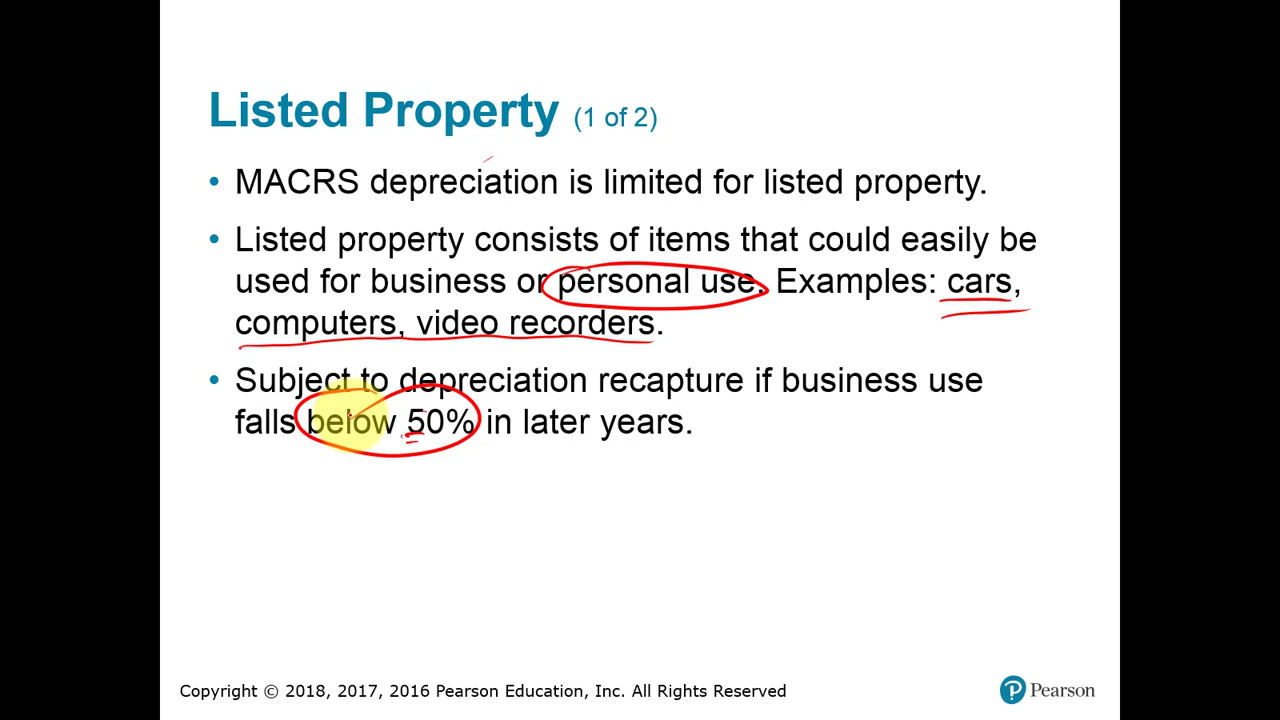 Listed Property (1 of 2)
• MACRS depreciation is limited for listed property.
• Listed property consists of items that could easily be
used for business or personal use. Examples: cars,
computers, video recorders.
• Subject to depreciation recapture if business use
falls below 50% in later years.
Copyright © 2018, 2017, 2016 Pearson Education, Inc. All Rights Reserved
P Pearson